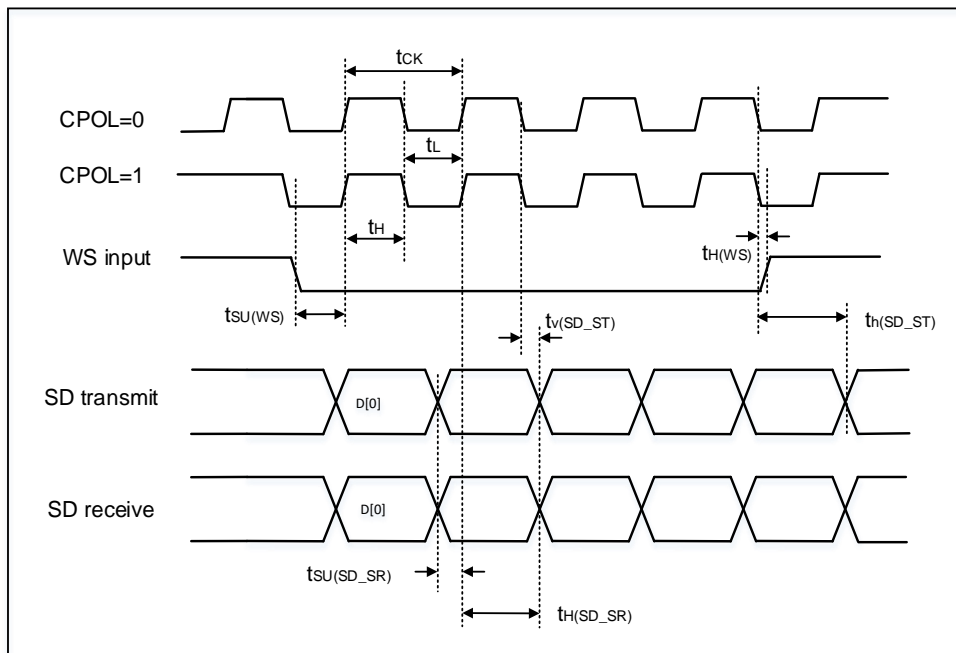 tCK
CPOL=0
tL
CPOL=1
tH
tH(WS)
WS input
tSU(WS)
tv(SD_ST)
th(SD_ST)
SD transmit
D[0]
SD receive
D[0]
tSU(SD_SR)
tH(SD_SR)